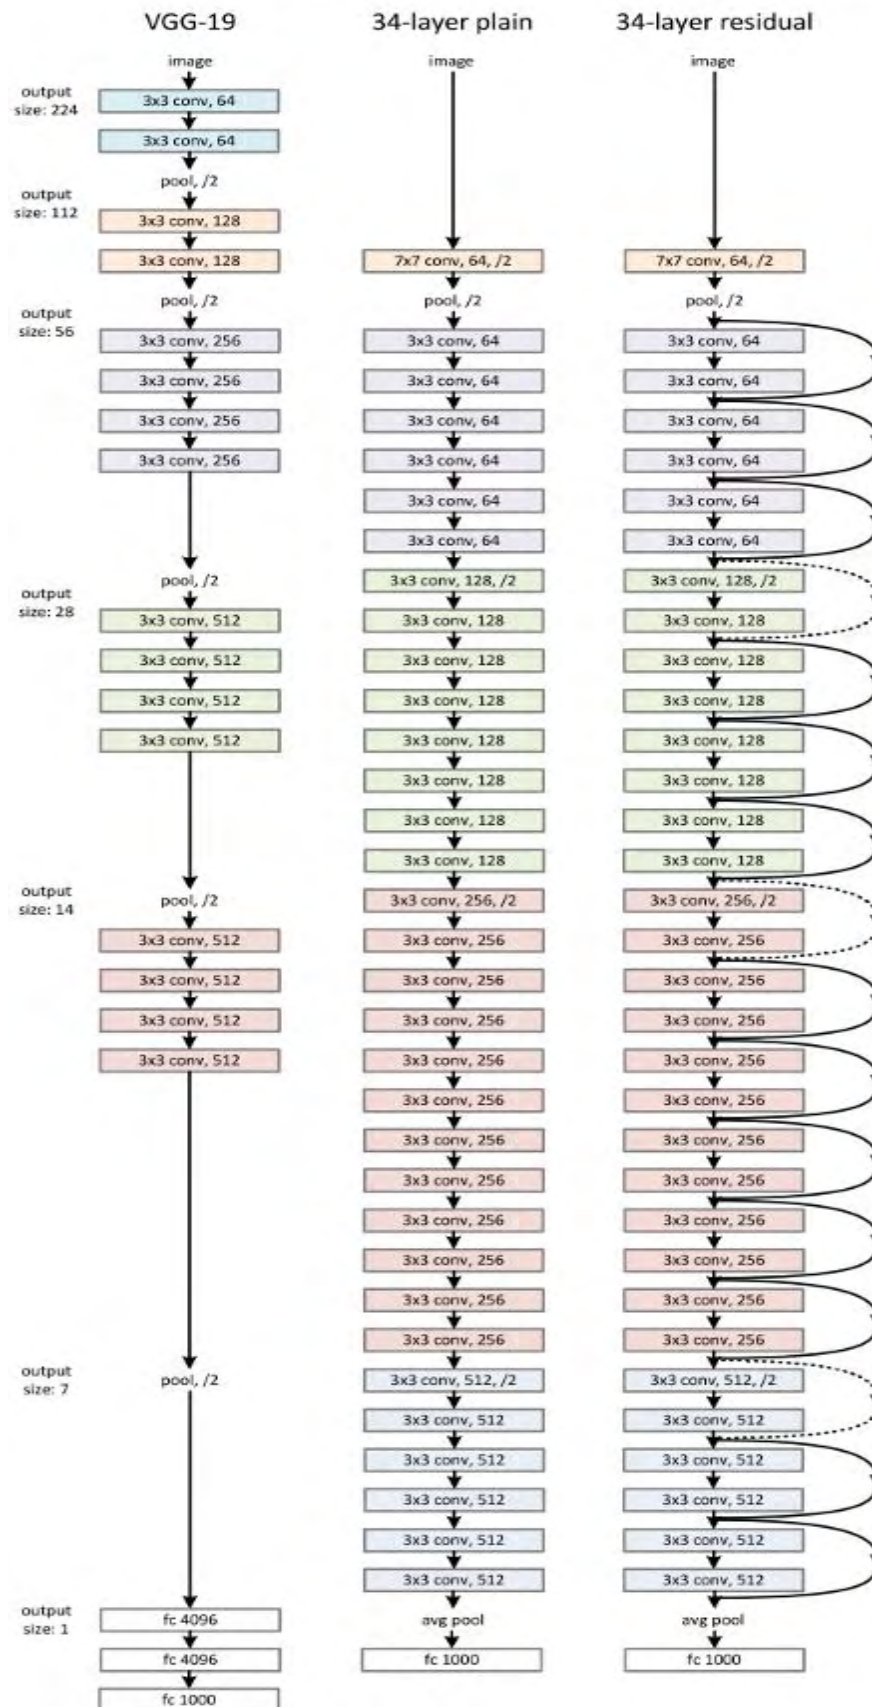 VGG-19
34-layer plain
34-layer residual
image
output
size: 224
3x3 conv, 64
3x3 conv, 64
pool, /2
output
size: 112
3x3 conv, 128
3x3 conv, 128
pool, /2
output
size: 56
3x3 conv, 256
3x3 conv, 256
3x3 conv, 256
3x3 conv, 256
pool, /2
output
size: 28
3x3 conv, 512
3x3 conv, 512
3x3 conv, 512
3x3 conv, 512
output
size: 14
pool, /2
3x3 conv, 512
3x3 conv, 512
3x3 conv, 512
3x3 conv, 512
output
size: 7
pool, /2
output
size: 1
fc 4096
fc 4096
fc 1000
image
7x7 conv, 64, /2
pool, /2
3x3 conv, 64
3x3 conv, 64
3x3 conv, 64
3x3 conv, 64
3x3 conv, 64
3x3 conv, 64
3x3 conv, 128, /2
3x3 conv, 128
3x3 conv, 128
3x3 conv, 128
3x3 conv, 128
3x3 conv, 128
3x3 conv, 128
3x3 conv, 128
3x3 conv, 256, /2
3x3 conv, 256
3x3 conv, 256
3x3 conv, 256
3x3 conv, 256
3x3 conv, 256
3x3 conv, 256
3x3 conv, 256
3x3 conv, 256
3x3 conv, 256
3x3 conv, 256
3x3 conv, 256
3x3 conv, 512, /2
3x3 conv, 512
3x3 conv, 512
3x3 conv, 512
3x3 conv, 512
3x3 conv, 512
avg pool
fc 1000
image
7x7 conv, 64, /2
pool, /2
3x3 conv, 64
3x3 conv, 64
3x3 conv, 64
3x3 conv, 64
3x3 conv, 64
3x3 conv, 64
3x3 conv, 128, /2
3x3 conv, 128
3x3 conv, 128
3x3 conv, 128
3x3 conv, 128
3x3 conv, 128
3x3 conv, 128
3x3 conv, 128
3x3 conv, 256, /2
3x3 conv, 256
3x3 conv, 256
3x3 conv, 256
3x3 conv, 256
3x3 conv, 256
3x3 conv, 256
3x3 conv, 256
3x3 conv, 256
3x3 conv, 256
3x3 conv, 256
3x3 conv, 256
3x3 conv, 512, /2
3x3 conv, 512
3x3 conv, 512
3x3 conv, 512
3x3 conv, 512
3x3 conv, 512
avg pool
fc 1000